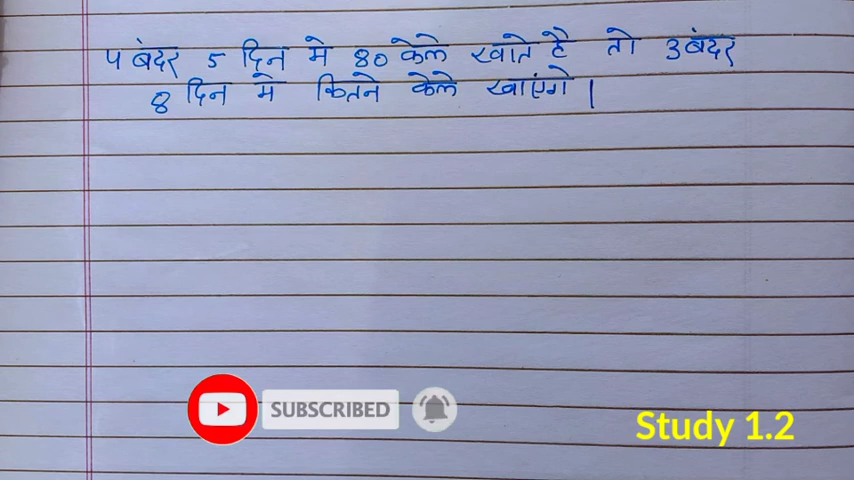 4 बंदर 5 दिन मे 80 केले खाते है तो 3 बंदर
8 दिन मे कितने केले खाएंगे |
SUBSCRIBED
Study 1.2